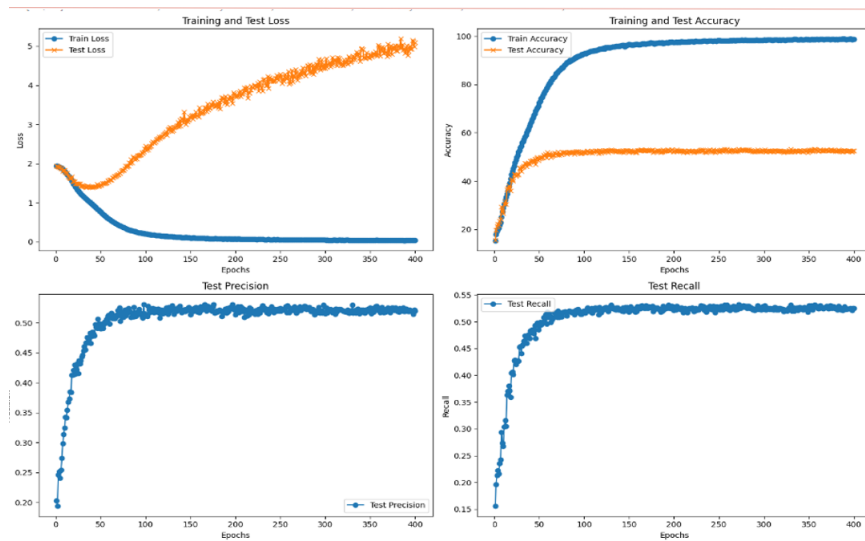 Training and Test Loss
Train Loss
Test Loss
Loss
5
4
3
2
1
0
0 50 100 150 200 250 300 350 400
Epochs
Training and Test Accuracy
Train Accuracy
Test Accuracy
Accuracy
100
80
60
40
20
0 50 100 150 200 250 300 350 400
Epochs
Test Precision
0.50
0.45
0.40
0.35
0.30
0.25
0.20
Test Precision
0 50 100 150 200 250 300 350 400
Epochs
Test Recall
Test Recall
Recall
0.55
0.50
0.45
0.40
0.35
0.30
0.25
0.20
0.15
0 50 100 150 200 250 300 350 400
Epochs